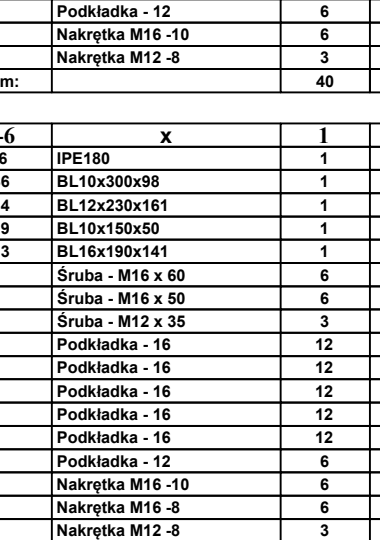 Podkładka - 12 6
Nakrętka M16 -10 6
Nakrętka M12 -8 3
m: 40
-6 x 1
6 IPE180 1
6 BL10x300x98 1
4 BL12x230x161 1
9 BL10x150x50 1
3 BL16x190x141 1
Śruba - M16 x 60 6
Śruba - M16 x 50 6
Śruba - M12 x 35 3
Podkładka - 16 12
Podkładka - 16 12
Podkładka - 16 12
Podkładka - 16 12
Podkładka - 16 12
Podkładka - 12 6
Nakrętka M16 -10 6
Nakrętka M16 -8 6
Nakrętka M12 -8 3